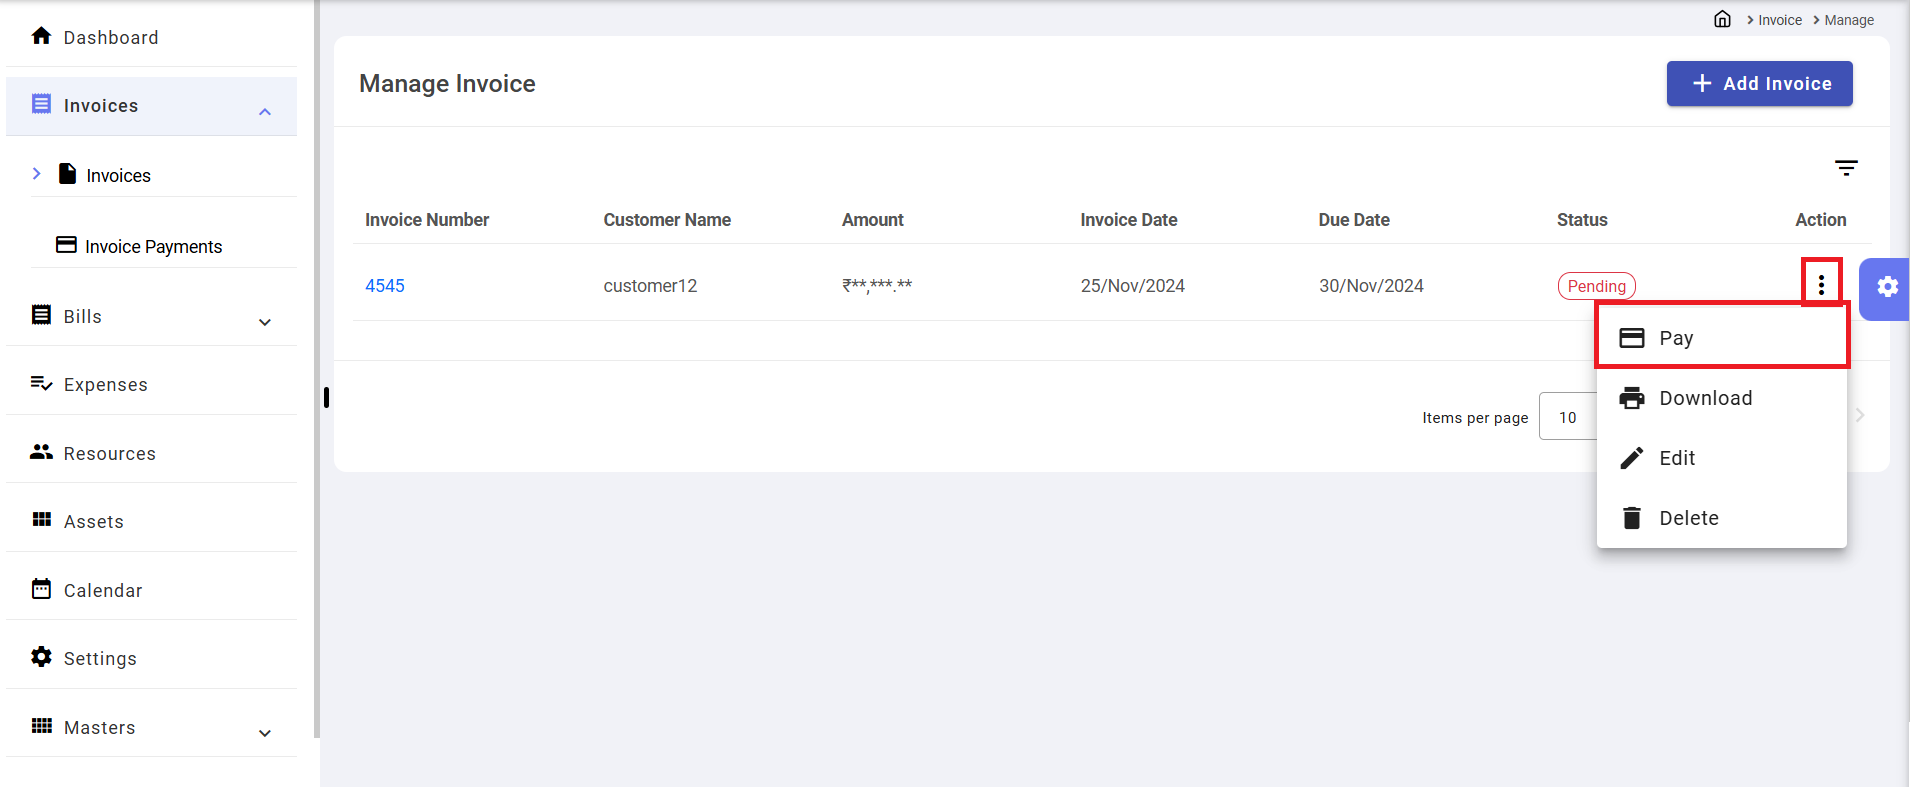 Dashboard
Invoices
Invoices
Invoice Payments
Bills
Expenses
Resources
Assets
Calendar
Settings
Masters
Invoice
Manage
Manage Invoice
Add Invoice
Invoice Number Customer Name Amount Invoice Date Due Date Status Action
4545 customer12 ₹**,***.** 25/Nov/2024 30/Nov/2024 Pending
Pay
Download
Edit
Delete
Items per page 10